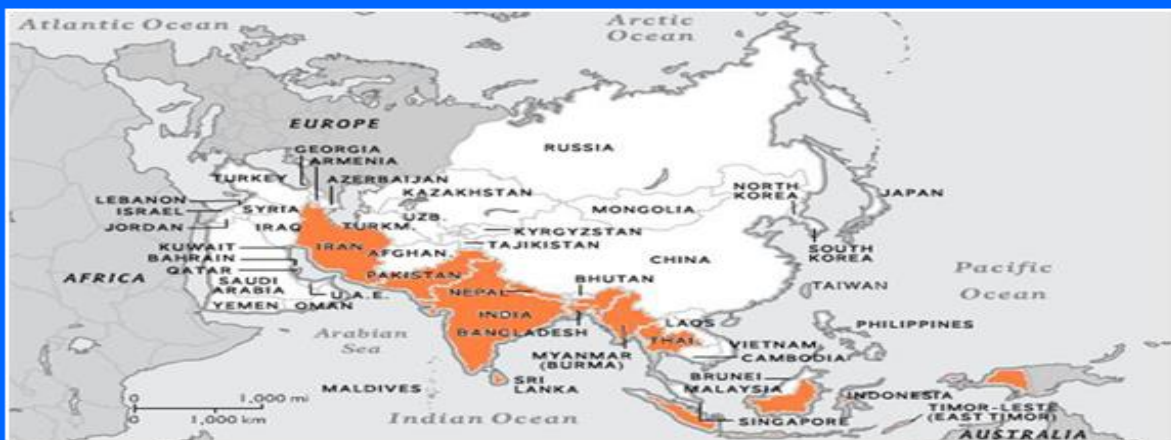 Atlantic Ocean
Arctic Ocean
EUROPE
RUSSIA
GEORGIA
ARMENIA
TURKEY
AZERBAIJAN
KAZAKHSTAN
NORTH KOREA
JAPAN
LEBANON
ISRAEL
SYRIA
MONGOLIA
UZB.
JORDAN
IRAQ
TURKM.
KYRGYZSTAN
TAJIKISTAN
KUWAIT
IRAN
AFGHAN.
SOUTH KOREA
BAHRAIN
CHINA
AFRICA
QATAR
PAKISTAN
BHUTAN
Pacific Ocean
SAUDI ARABIA
NEPAL
TAIWAN
U.A.E.
YEMEN
OMAN
INDIA
LAOS
PHILIPPINES
Arabian Sea
BANGLADESH
THAI.
VIETNAM
MYANMAR (BURMA)
CAMBODIA
BRUNEI
SRI LANKA
MALDIVES
MALAYSIA
INDONESIA
0 1,000 mi
0 1,000 km
Indian Ocean
SINGAPORE
TIMOR-LESTE (EAST TIMOR)
AUSTRALIA